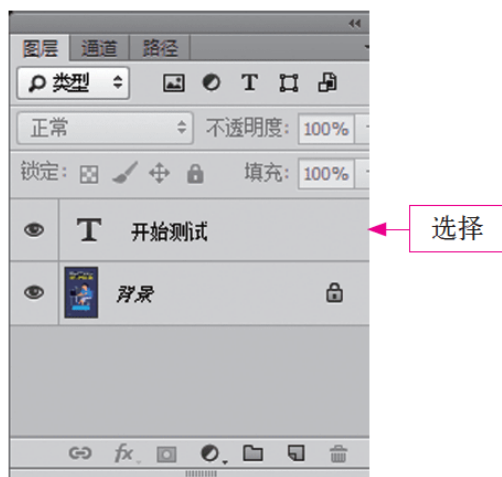 图层 通道 路径
类型
正常 不透明度: 100%
锁定: 填充: 100%
T 开始测试
选择
背景
fx